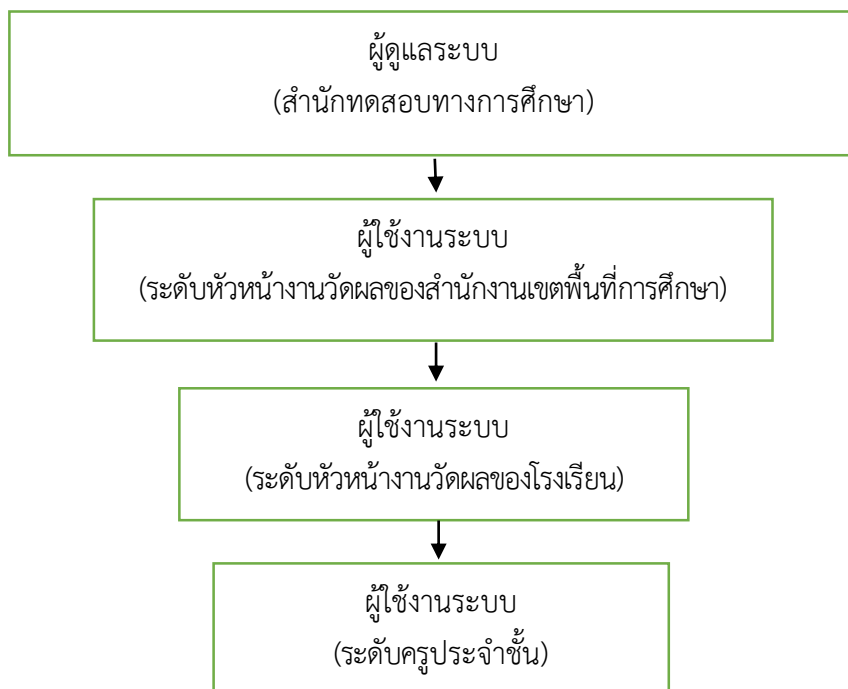 ผู้ดูแลระบบ
(สำนักทดสอบทางการศึกษา)
ผู้ใช้งานระบบ
(ระดับหัวหน้างานวัดผลของสำนักงานเขตพื้นที่การศึกษา)
ผู้ใช้งานระบบ
(ระดับหัวหน้างานวัดผลของโรงเรียน)
ผู้ใช้งานระบบ
(ระดับครูประจำชั้น)